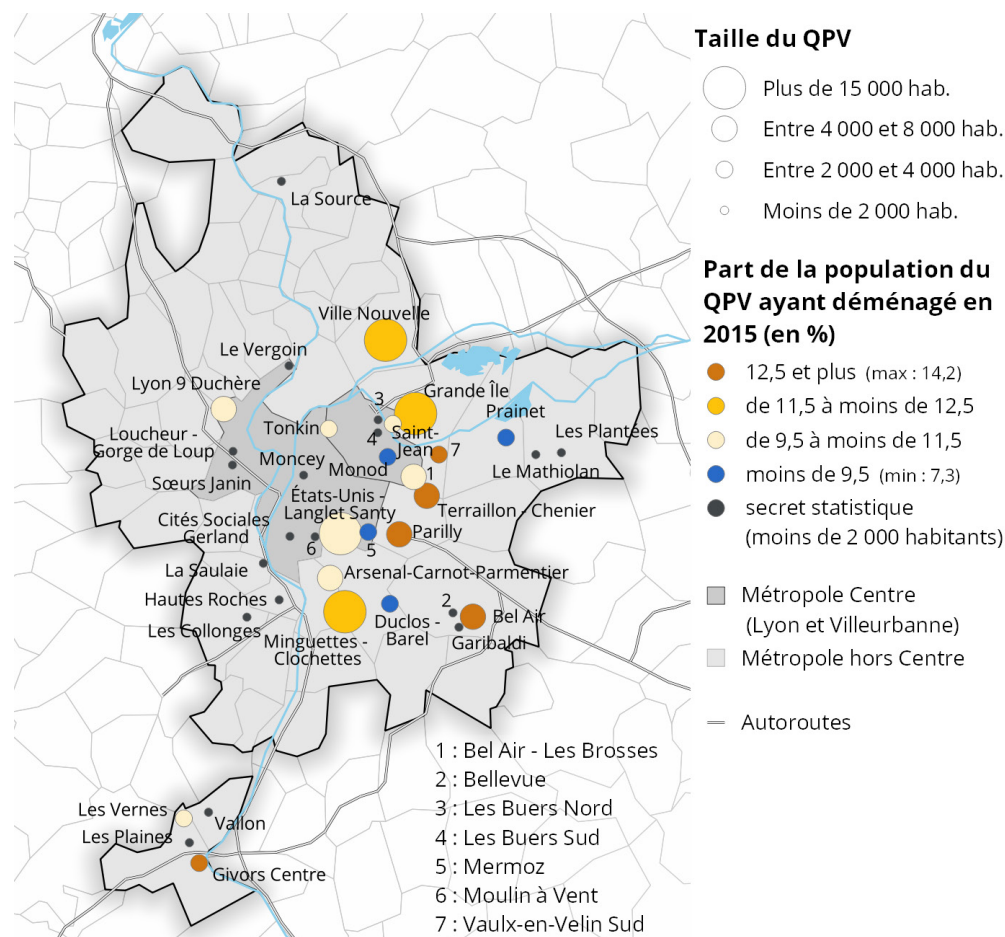 Taille du QPV
Plus de 15 000 hab.
Entre 4 000 et 8 000 hab.
Entre 2 000 et 4 000 hab.
Moins de 2 000 hab.
Part de la population du
QPV ayant déménagé en
2015 (en %)
12,5 et plus (max : 14,2)
de 11,5 à moins de 12,5
de 9,5 à moins de 11,5
moins de 9,5 (min : 7,3)
secret statistique
(moins de 2 000 habitants)
Métropole Centre
(Lyon et Villeurbanne)
Métropole hors Centre
Autoroutes
La Source
Ville Nouvelle
Le Vergoin
Lyon 9 Duchère
Grande Île
3
Prainet
Tonkin
4
Saint-
Jean
7
Les Plantées
Loucheur -
Gorge de Loup
Moncey
Monod
1
Le Mathiolan
Sœurs Janin
États-Unis -
Langlet Santy
Terraillon - Chenier
Cités Sociales
Gerland
6
5
Parilly
La Saulaie
Arsenal-Carnot-Parmentier
Hautes Roches
Les Collonges
Minguettes -
Clochettes
Duclos -
Barel
2
Bel Air
Garibaldi
Les Vernes
Vallon
Les Plaines
Givors Centre
1 : Bel Air - Les Brosses
2 : Bellevue
3 : Les Buers Nord
4 : Les Buers Sud
5 : Mermoz
6 : Moulin à Vent
7 : Vaulx-en-Velin Sud